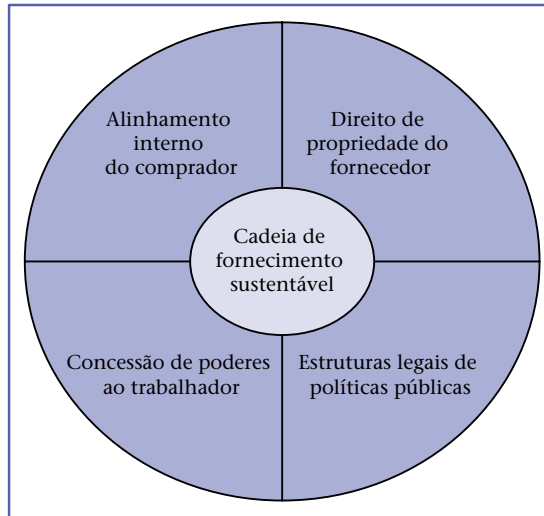 Alinhamento
interno
do comprador
Direito de
propriedade do
fornecedor
Cadeia de
fornecimento
sustentável
Concessão de poderes
ao trabalhador
Estruturas legais de
políticas públicas